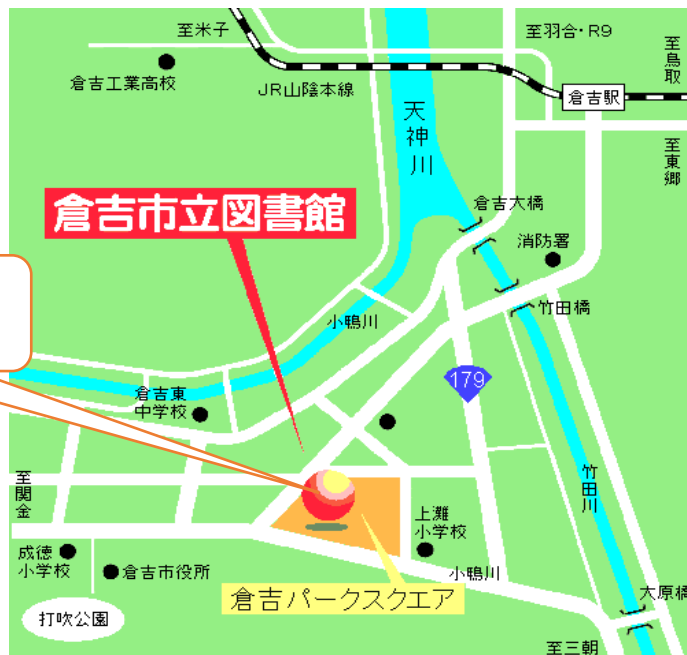 至米子
至羽合・R9
至鳥取
倉吉工業高校
JR山陰本線
倉吉駅
天神川
至東郷
倉吉市立図書館
倉吉大橋
消防署
竹田橋
小鴨川
179
倉吉東
中学校
竹田川
至関金
上灘
小学校
成徳
小学校
倉吉市役所
小鴨川
倉吉パークスクエア
大原橋
打吹公園
至三朝